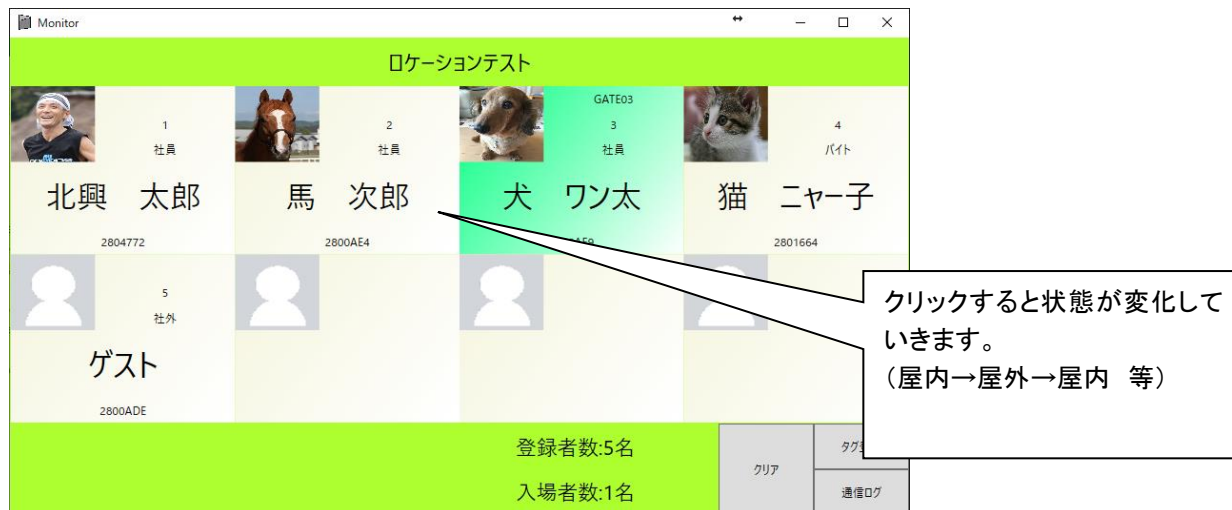 Monitor
ロケーションテスト
1
社員
北興　太郎
2804772
2
社員
馬　次郎
2800AE4
GATE03
3
社員
犬　ワン太
4
バイト
猫　ニャー子
2801664
5
社外
ゲスト
2800ADE
クリックすると状態が変化して
いきます。
（屋内→屋外→屋内　等）
登録者数:5名
入場者数:1名
クリア
タグ
通信ログ